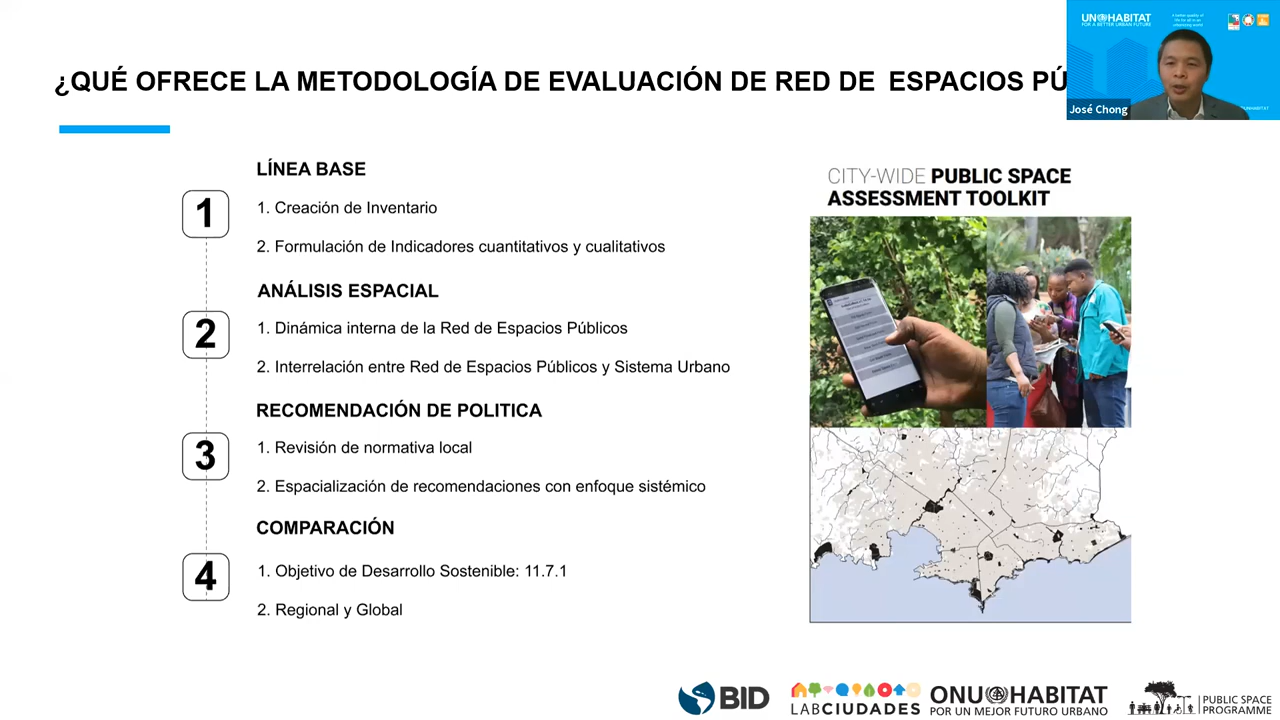 UN HABITAT
FOR A BETTER URBAN FUTURE
¿QUÉ OFRECE LA METODOLOGÍA DE EVALUACIÓN DE RED DE ESPACIOS PÚ
José Chong
LÍNEA BASE
1
1. Creación de Inventario
2. Formulación de Indicadores cuantitativos y cualitativos
ANÁLISIS ESPACIAL
2
1. Dinámica interna de la Red de Espacios Públicos
2. Interrelación entre Red de Espacios Públicos y Sistema Urbano
RECOMENDACIÓN DE POLITICA
3
1. Revisión de normativa local
2. Espacialización de recomendaciones con enfoque sistémico
COMPARACIÓN
4
1. Objetivo de Desarrollo Sostenible: 11.7.1
2. Regional y Global
CITY-WIDE PUBLIC SPACE
ASSESSMENT TOOLKIT
BID
LABCIUDADES
ONU HABITAT
POR UN MEJOR FUTURO URBANO
PUBLIC SPACE
PROGRAMME